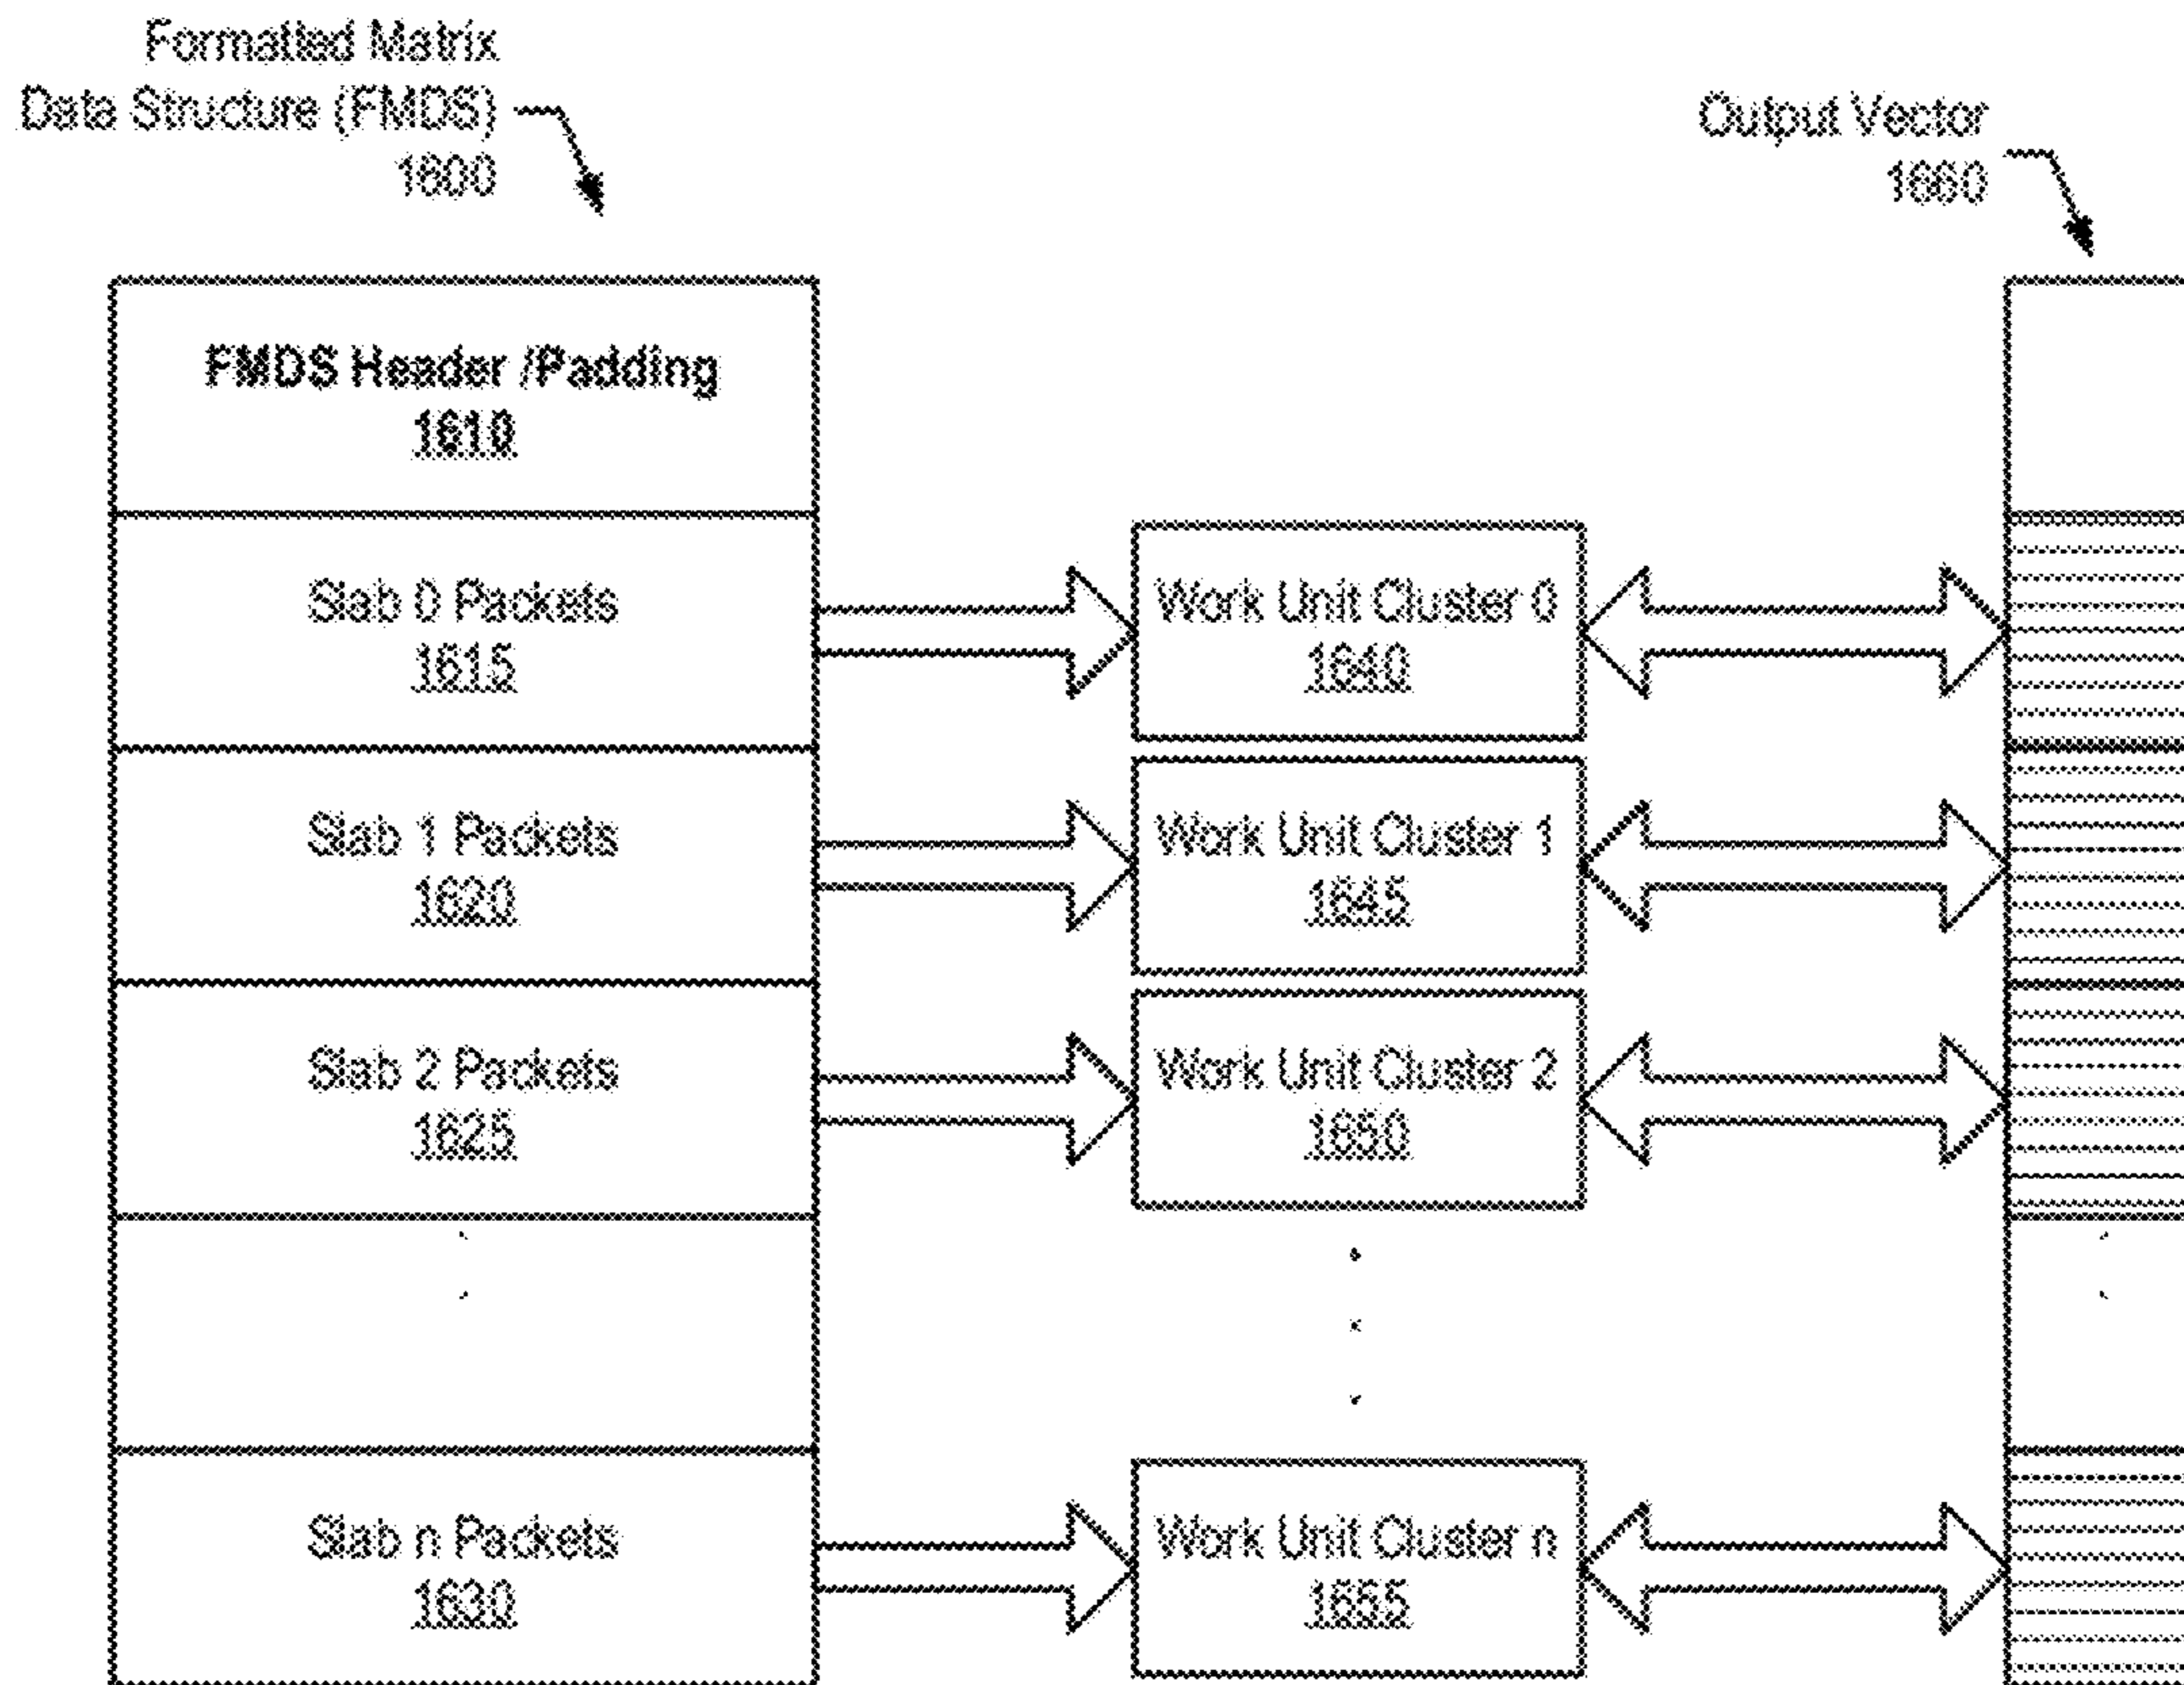 Formatted Matrix
Data Structure (FMDS)
1600
Output Vector
1660
FMDS Header /Padding
1610
Slab 0 Packets
1615
Work Unit Cluster 0
1640
Slab 1 Packets
1620
Work Unit Cluster 1
1645
Slab 2 Packets
1625
Work Unit Cluster 2
1650
Slab n Packets
1630
Work Unit Cluster n
1655